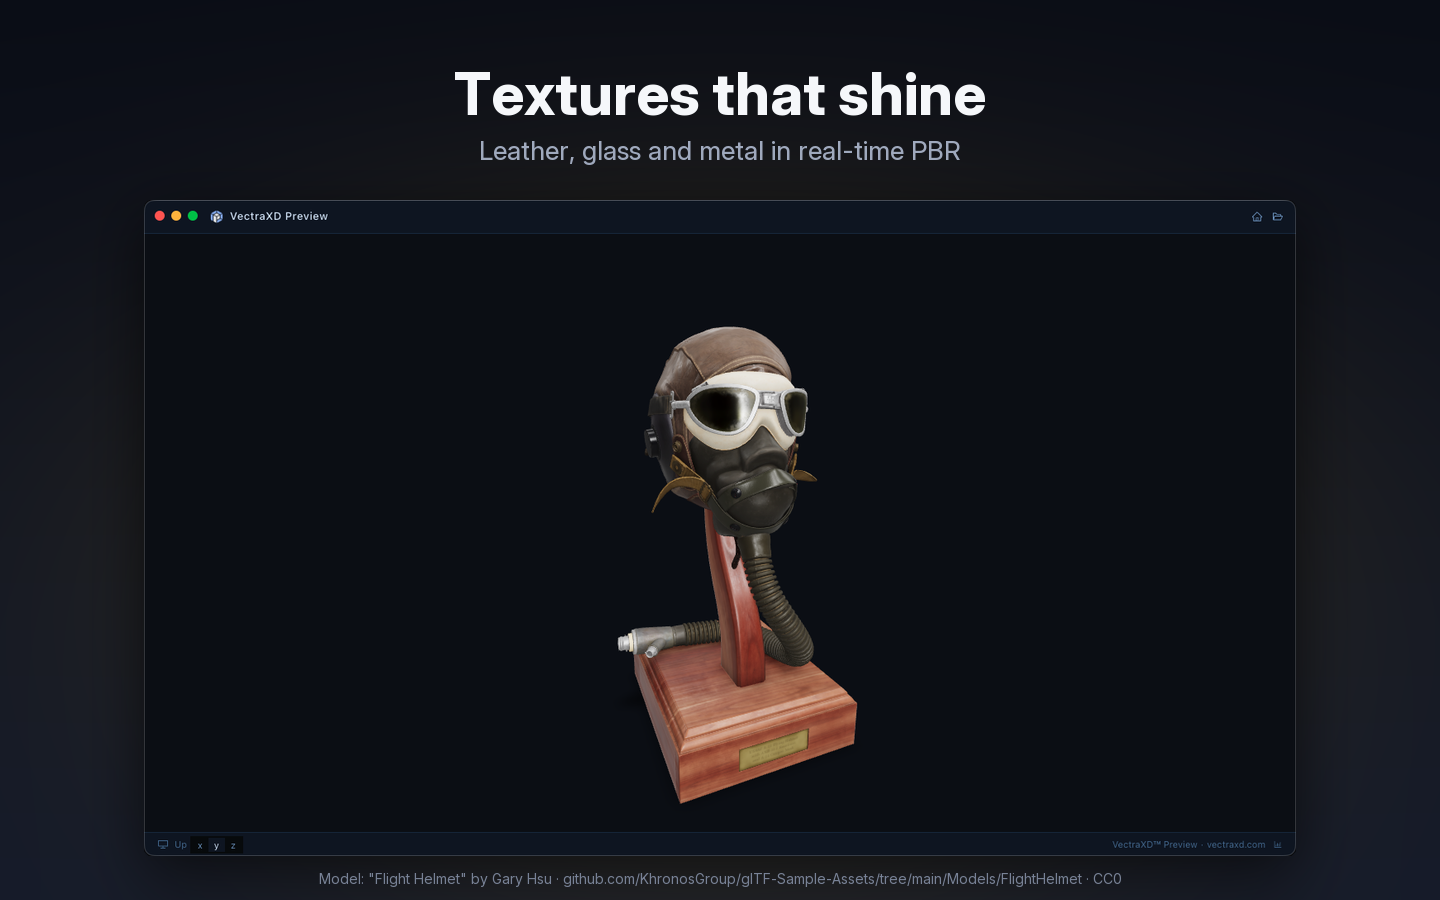 Textures that shine
Leather, glass and metal in real-time PBR
VectraXD Preview
Up x y z
VectraXD™ Preview · vectraxd.com
Model: "Flight Helmet" by Gary Hsu · github.com/KhronosGroup/glTF-Sample-Assets/tree/main/Models/FlightHelmet · CC0